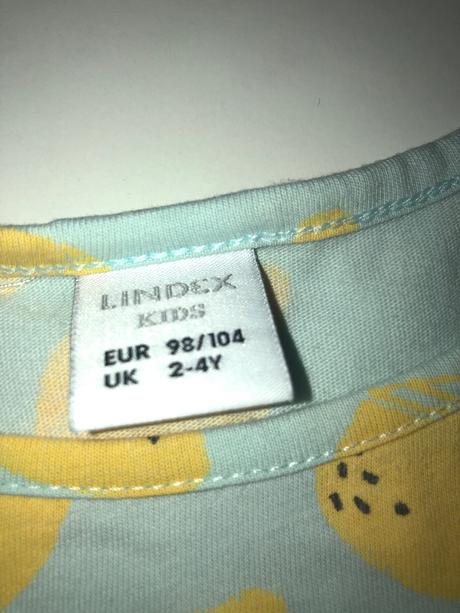 LINDEX
KIDS
EUR 98/104
UK 2-4Y